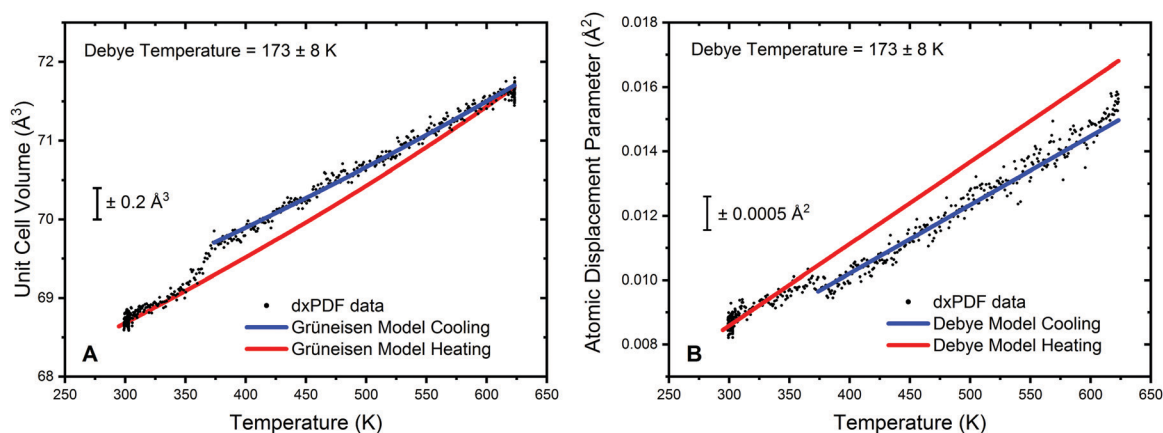 Debye Temperature = 173 ± 8 K
72
71
70
69
68
Unit Cell Volume (Å³)
± 0.2 Å³
dxPDF data
Grüneisen Model Cooling
Grüneisen Model Heating
A
250 300 350 400 450 500 550 600 650
Temperature (K)
Debye Temperature = 173 ± 8 K
0.018
0.016
0.014
0.012
0.010
0.008
Atomic Displacement Parameter (Å²)
± 0.0005 Å²
dxPDF data
Debye Model Cooling
Debye Model Heating
B
250 300 350 400 450 500 550 600 650
Temperature (K)